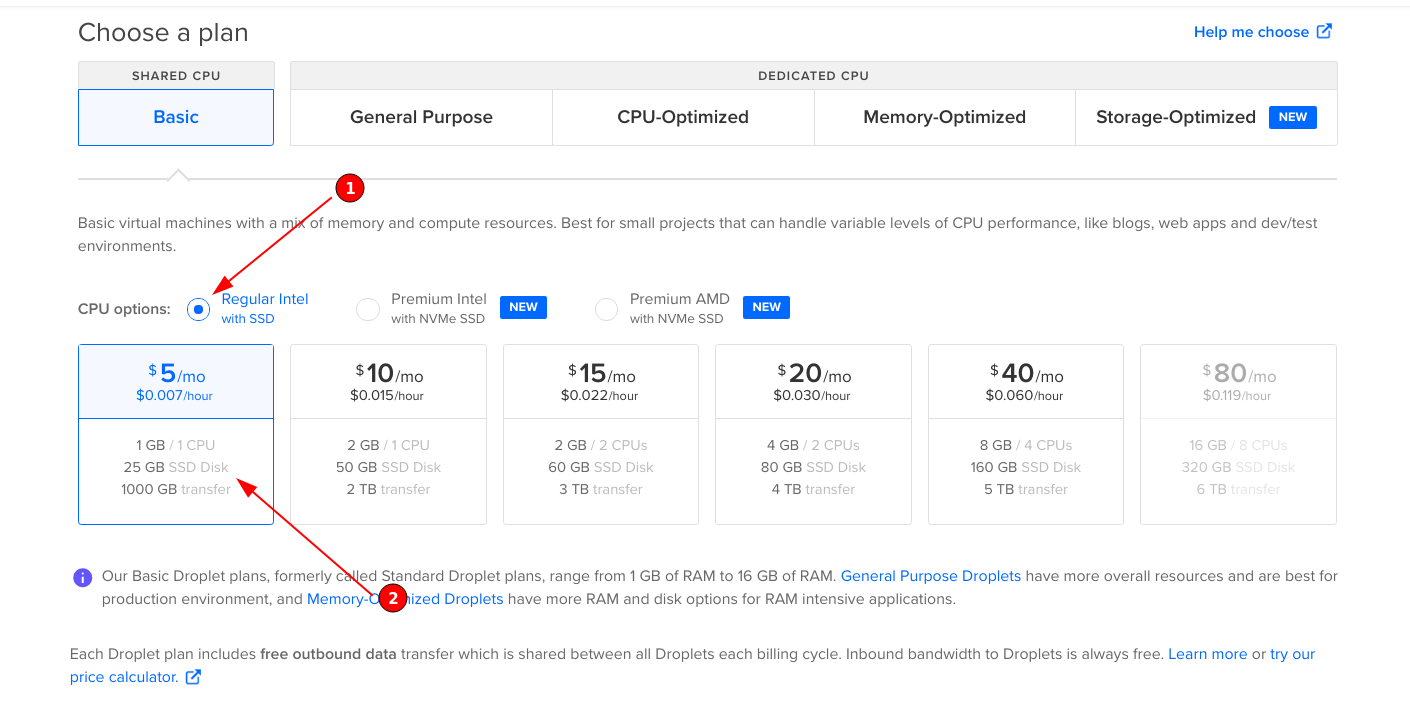 Choose a plan
Help me choose
SHARED CPU
DEDICATED CPU
Basic
General Purpose
CPU-Optimized
Memory-Optimized
Storage-Optimized NEW
1
Basic virtual machines with a mix of memory and compute resources. Best for small projects that can handle variable levels of CPU performance, like blogs, web apps and dev/test
environments.
CPU options:
Regular Intel
with SSD
Premium Intel
with NVMe SSD
NEW
Premium AMD
with NVMe SSD
NEW
$5/mo
$0.007/hour
1 GB / 1 CPU
25 GB SSD Disk
1000 GB transfer
$10/mo
$0.015/hour
2 GB / 1 CPU
50 GB SSD Disk
2 TB transfer
$15/mo
$0.022/hour
2 GB / 2 CPUs
60 GB SSD Disk
3 TB transfer
$20/mo
$0.030/hour
4 GB / 2 CPUs
80 GB SSD Disk
4 TB transfer
$40/mo
$0.060/hour
8 GB / 4 CPUs
160 GB SSD Disk
5 TB transfer
$80/mo
$0.119/hour
16 GB / 8 CPUs
320 GB SSD Disk
6 TB transfer
Our Basic Droplet plans, formerly called Standard Droplet plans, range from 1 GB of RAM to 16 GB of RAM. General Purpose Droplets have more overall resources and are best for
production environment, and Memory-Optimized Droplets have more RAM and disk options for RAM intensive applications.
2
Each Droplet plan includes free outbound data transfer which is shared between all Droplets each billing cycle. Inbound bandwidth to Droplets is always free. Learn more or try our
price calculator.